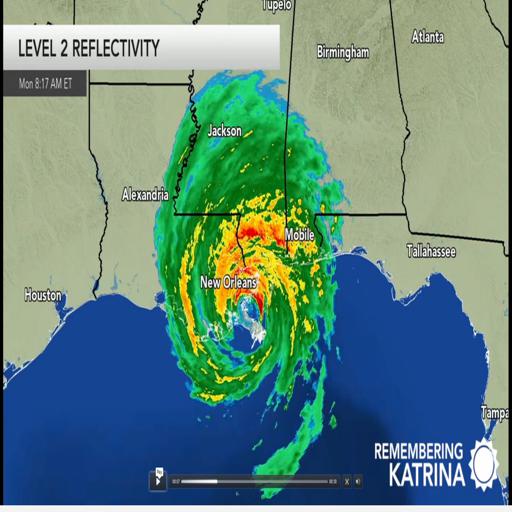 Tupelo
LEVEL 2 REFLECTIVITY
Atlanta
Birmingham
Mon 8:17 AM ET
Jackson
Alexandria
Mobile
Tallahassee
New Orleans
Houston
Tampa
REMEMBERING
KATRINA
Play